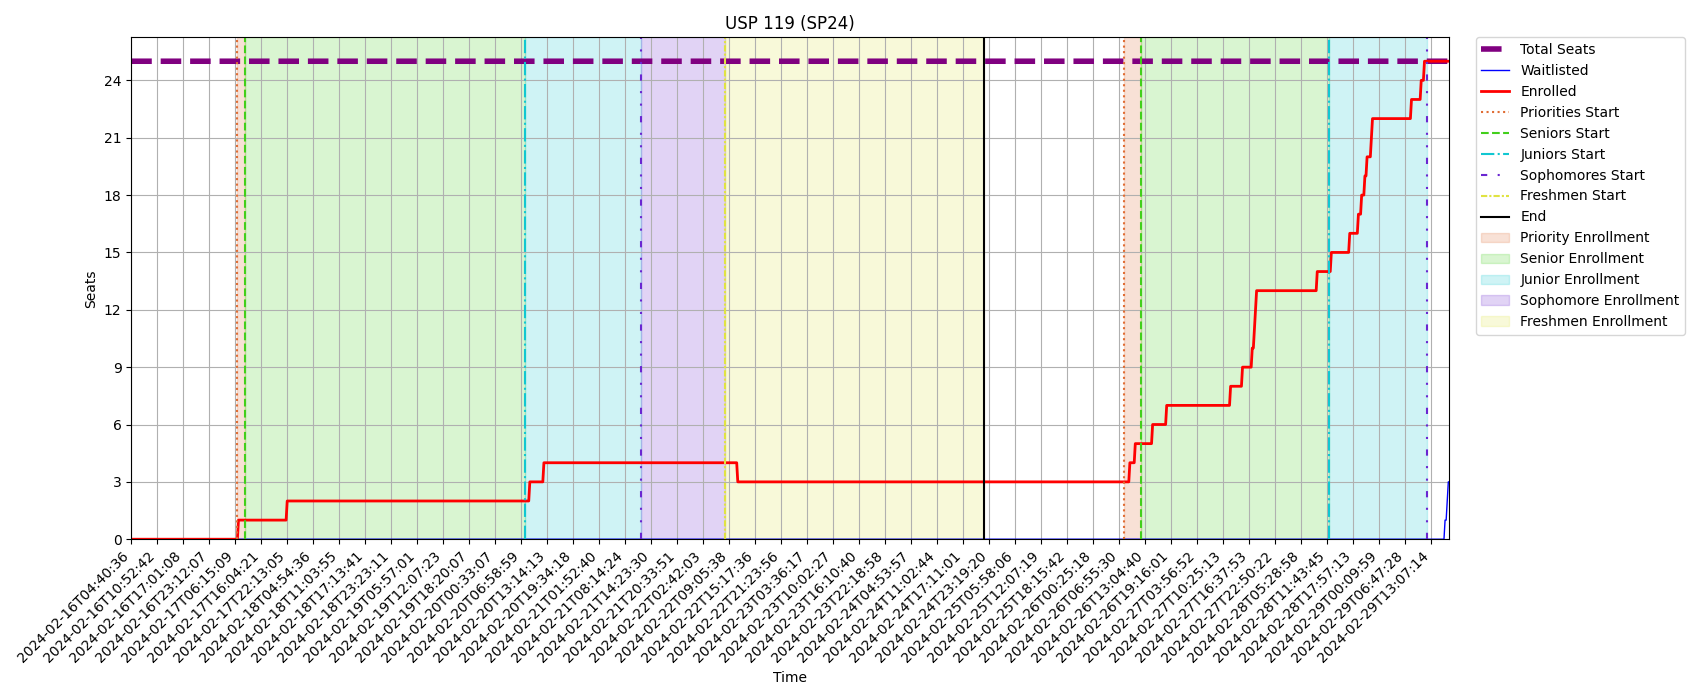 USP 119 (SP24)
Seats
24
21
18
15
12
9
6
3
0
2024-02-16T04:40:36
2024-02-16T10:52:42
2024-02-16T17:01:08
2024-02-16T23:12:07
2024-02-17T06:15:09
2024-02-17T16:04:21
2024-02-17T22:13:05
2024-02-18T04:54:36
2024-02-18T11:03:55
2024-02-18T17:13:41
2024-02-18T23:23:11
2024-02-19T05:57:01
2024-02-19T12:07:23
2024-02-19T18:20:07
2024-02-20T00:33:07
2024-02-20T06:58:59
2024-02-20T13:14:13
2024-02-20T19:34:18
2024-02-21T01:52:40
2024-02-21T08:14:24
2024-02-21T14:23:30
2024-02-21T20:33:51
2024-02-22T02:42:03
2024-02-22T09:05:38
2024-02-22T15:17:36
2024-02-22T21:23:56
2024-02-23T03:36:17
2024-02-23T10:02:27
2024-02-23T16:10:40
2024-02-23T22:18:58
2024-02-24T04:53:57
2024-02-24T11:02:44
2024-02-24T17:11:01
2024-02-24T23:19:20
2024-02-25T05:58:06
2024-02-25T12:07:19
2024-02-25T18:15:42
2024-02-26T00:25:18
2024-02-26T06:55:30
2024-02-26T13:04:40
2024-02-26T19:16:01
2024-02-27T03:56:52
2024-02-27T10:25:13
2024-02-27T16:37:53
2024-02-27T22:50:22
2024-02-28T05:28:58
2024-02-28T11:43:45
2024-02-28T17:57:13
2024-02-29T00:09:59
2024-02-29T06:47:28
2024-02-29T13:07:14
Time
Total Seats
Waitlisted
Enrolled
Priorities Start
Seniors Start
Juniors Start
Sophomores Start
Freshmen Start
End
Priority Enrollment
Senior Enrollment
Junior Enrollment
Sophomore Enrollment
Freshmen Enrollment